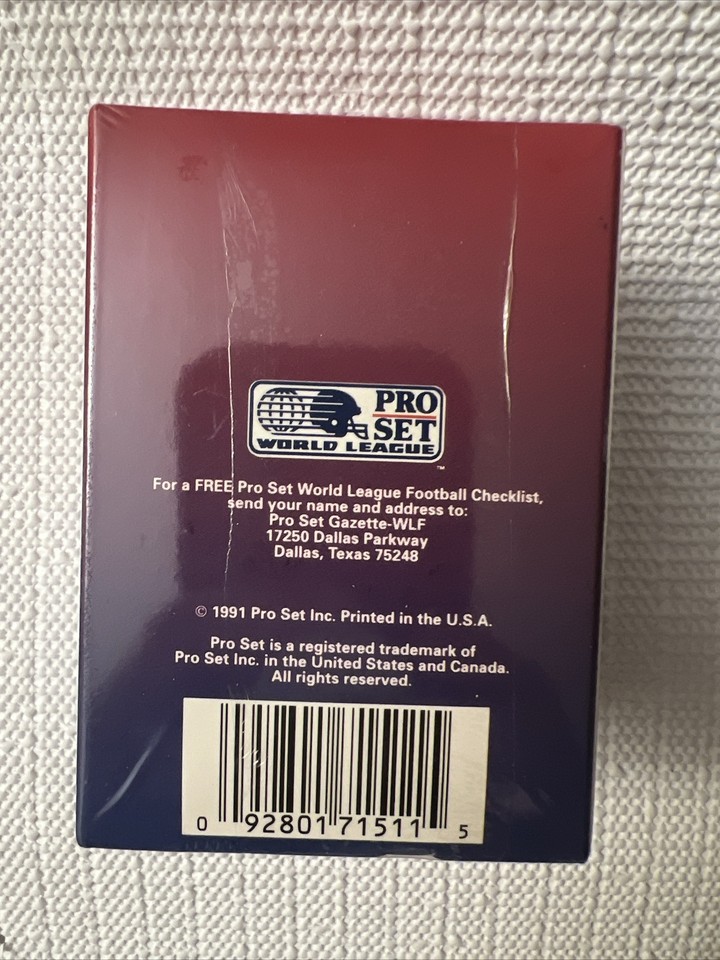 PRO
SET
WORLD LEAGUE
™
For a FREE Pro Set World League Football Checklist,
send your name and address to:
Pro Set Gazette-WLF
17250 Dallas Parkway
Dallas, Texas 75248
© 1991 Pro Set Inc. Printed in the U.S.A.
Pro Set is a registered trademark of
Pro Set Inc. in the United States and Canada.
All rights reserved.
0 92801 71511 5